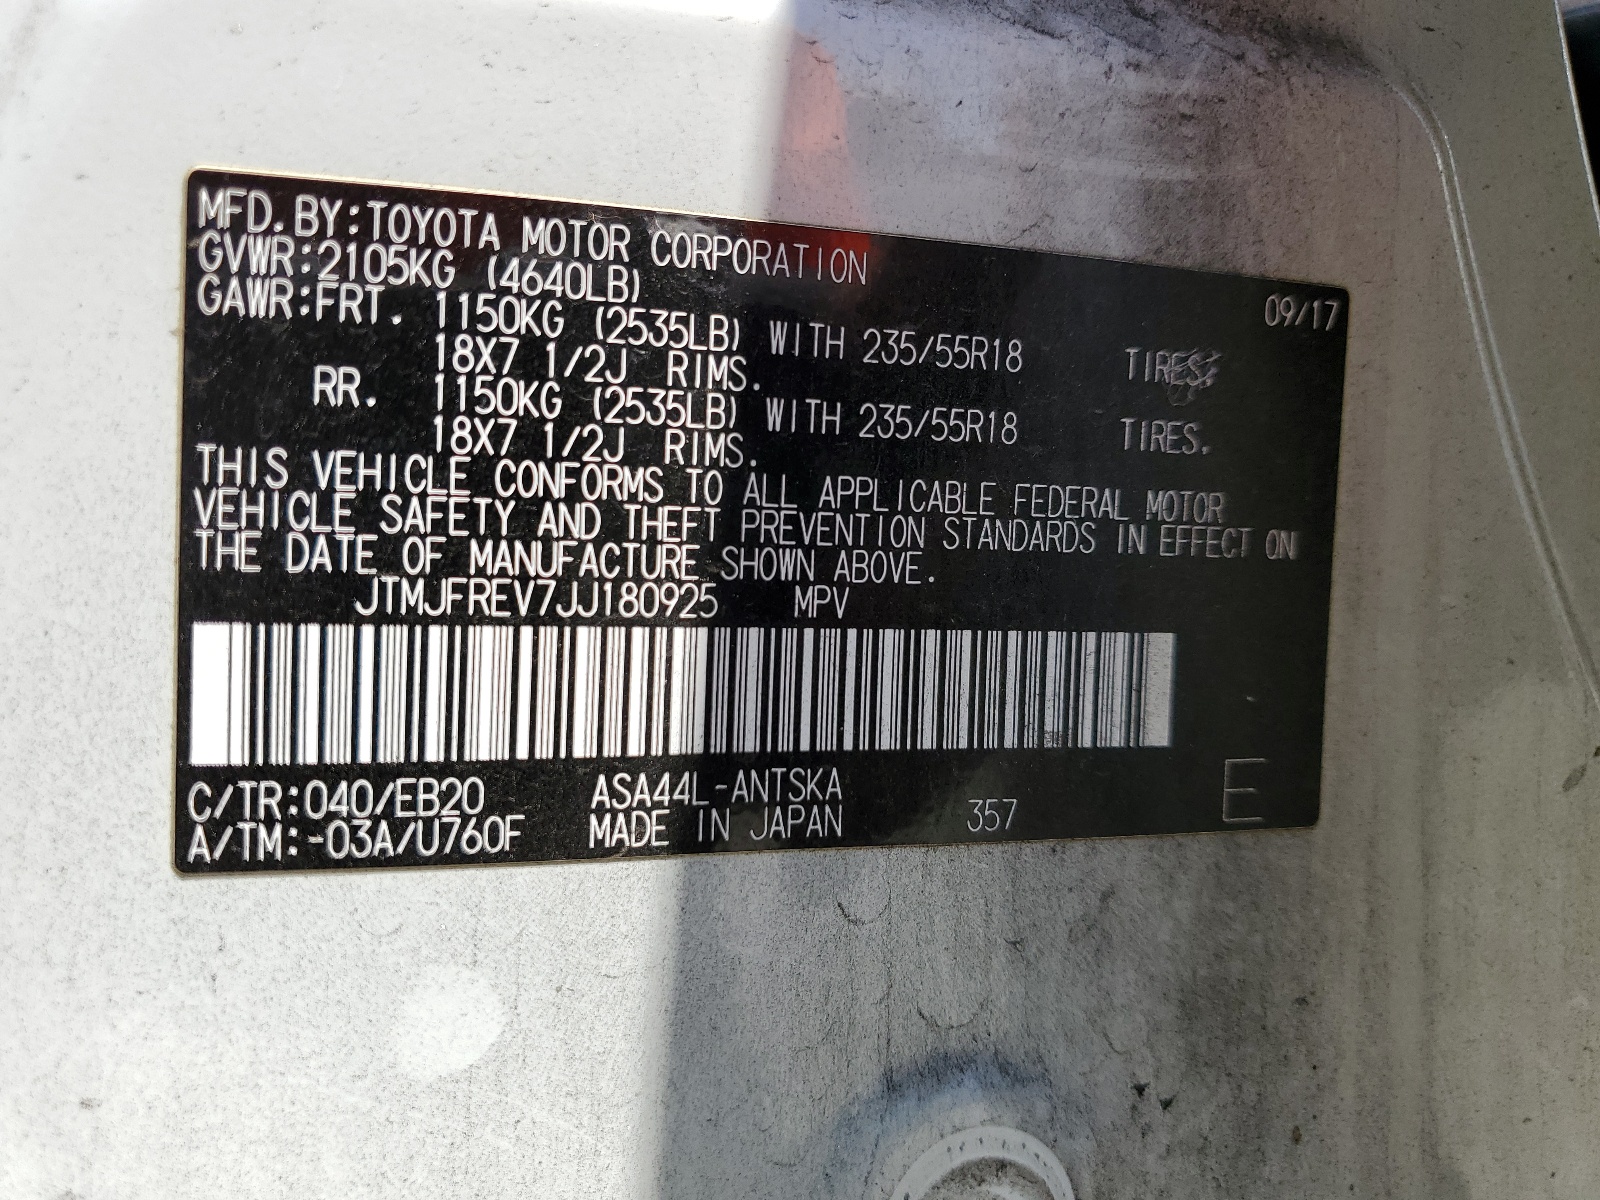 MFD.BY:TOYOTA MOTOR CORPORATION 09/17
GVWR:2105KG (4640LB)
GAWR:FRT. 1150KG (2535LB) WITH 235/55R18 TIRES.
18X7 1/2J RIMS.
RR. 1150KG (2535LB) WITH 235/55R18 TIRES.
18X7 1/2J RIMS.
THIS VEHICLE CONFORMS TO ALL APPLICABLE FEDERAL MOTOR
VEHICLE SAFETY AND THEFT PREVENTION STANDARDS IN EFFECT ON
THE DATE OF MANUFACTURE SHOWN ABOVE.
JTMJFREV7JJ180925 MPV
C/TR:040/EB20 ASA44L-ANTSKA
A/TM:-03A/U760F MADE IN JAPAN 357 E